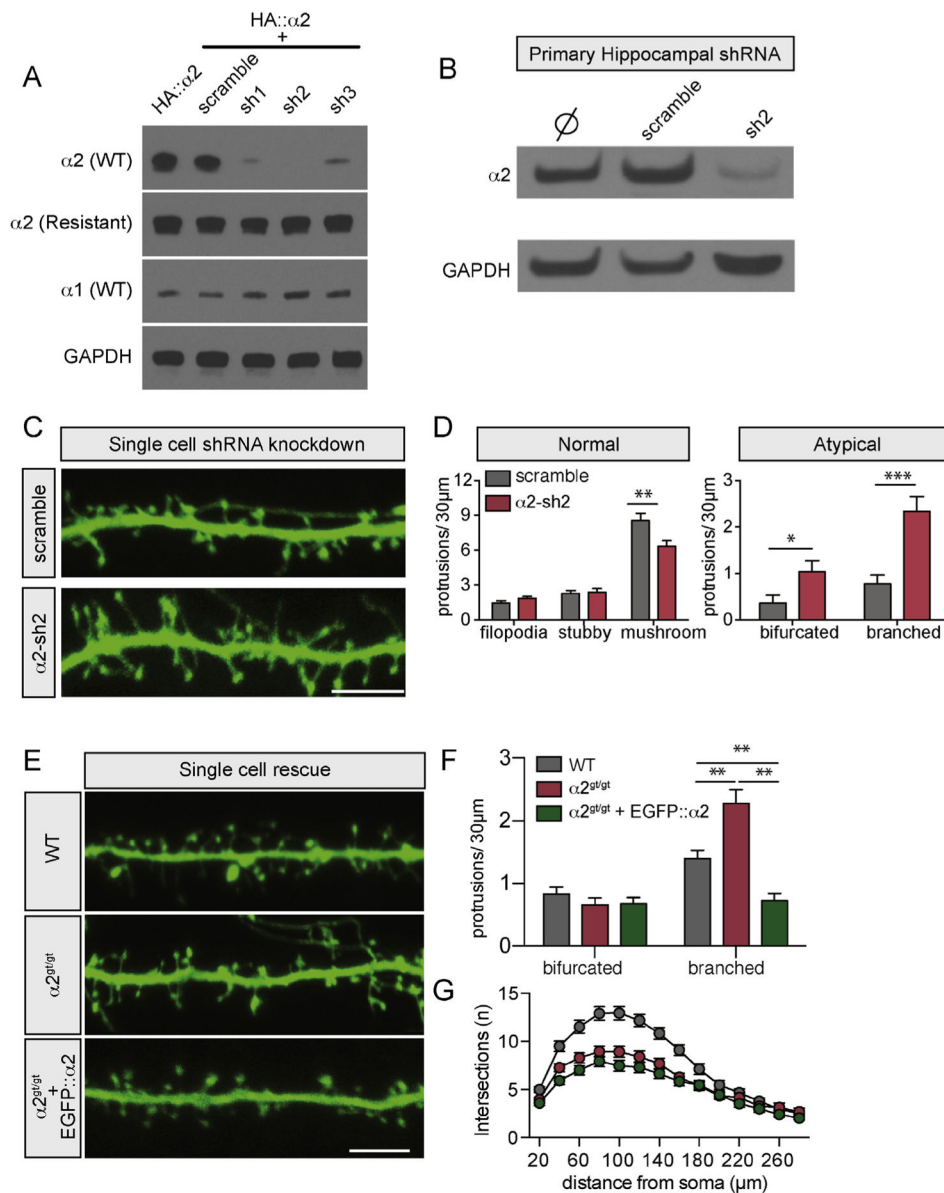 A
HA::α2
+
HA::α2
scramble
sh1
sh2
sh3
α2 (WT)
α2 (Resistant)
α1 (WT)
GAPDH
B
Primary Hippocampal shRNA
∅
scramble
sh2
α2
GAPDH
C
Single cell shRNA knockdown
scramble
α2-sh2
D
Normal
protrusions/ 30µm
12
9
6
3
0
scramble
α2-sh2
**
filopodia
stubby
mushroom
Atypical
protrusions/ 30µm
3
2
1
0
*
***
bifurcated
branched
E
Single cell rescue
WT
α2gt/gt
α2gt/gt
+
EGFP::α2
F
protrusions/ 30µm
3
2
1
0
WT
α2gt/gt
α2gt/gt + EGFP::α2
**
** **
bifurcated
branched
G
Intersections (n)
15
10
5
0
20 60 100 140 180 220 260
distance from soma (µm)